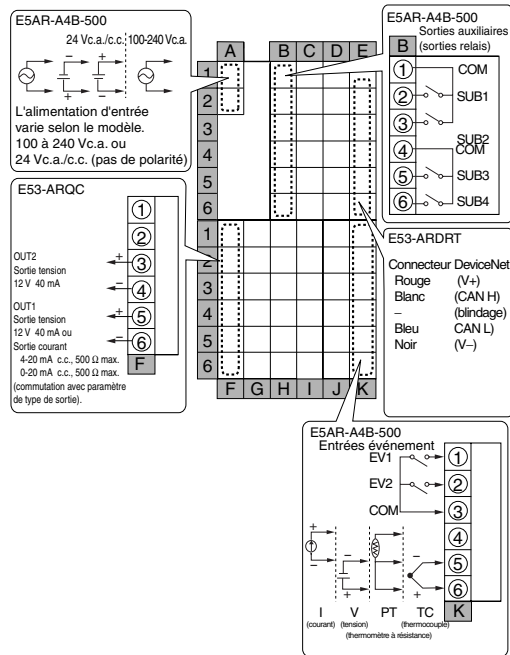 E5AR-A4B-500
24 Vc.a./c.c. 100-240 Vc.a.
+ −
− +
L'alimentation d'entrée
varie selon le modèle.
100 à 240 Vc.a. ou
24 Vc.a./c.c. (pas de polarité)
A B C D E
1
2
3
4
5
6
1
2
3
4
5
6
F G H I J K
E5AR-A4B-500
Sorties auxiliaires
(sorties relais)
B
1 COM
2 SUB1
3
SUB2
4 COM
5 SUB3
6 SUB4
E53-ARQC
1
2
OUT2
Sortie tension
12 V 40 mA
+ 3
− 4
OUT1
Sortie tension
12 V 40 mA ou
Sortie courant
4-20 mA c.c., 500 Ω max.
0-20 mA c.c., 500 Ω max.
(commutation avec paramètre
de type de sortie).
+ 5
− 6
F
E53-ARDRT
Connecteur DeviceNet
Rouge (V+)
Blanc (CAN H)
– (blindage)
Bleu CAN L)
Noir (V–)
E5AR-A4B-500
Entrées événement
EV1 1
EV2 2
COM 3
4
5
6
K
+ −
− +
− +
I V PT TC
(courant) (tension) (thermocouple)
(thermomètre à résistance)